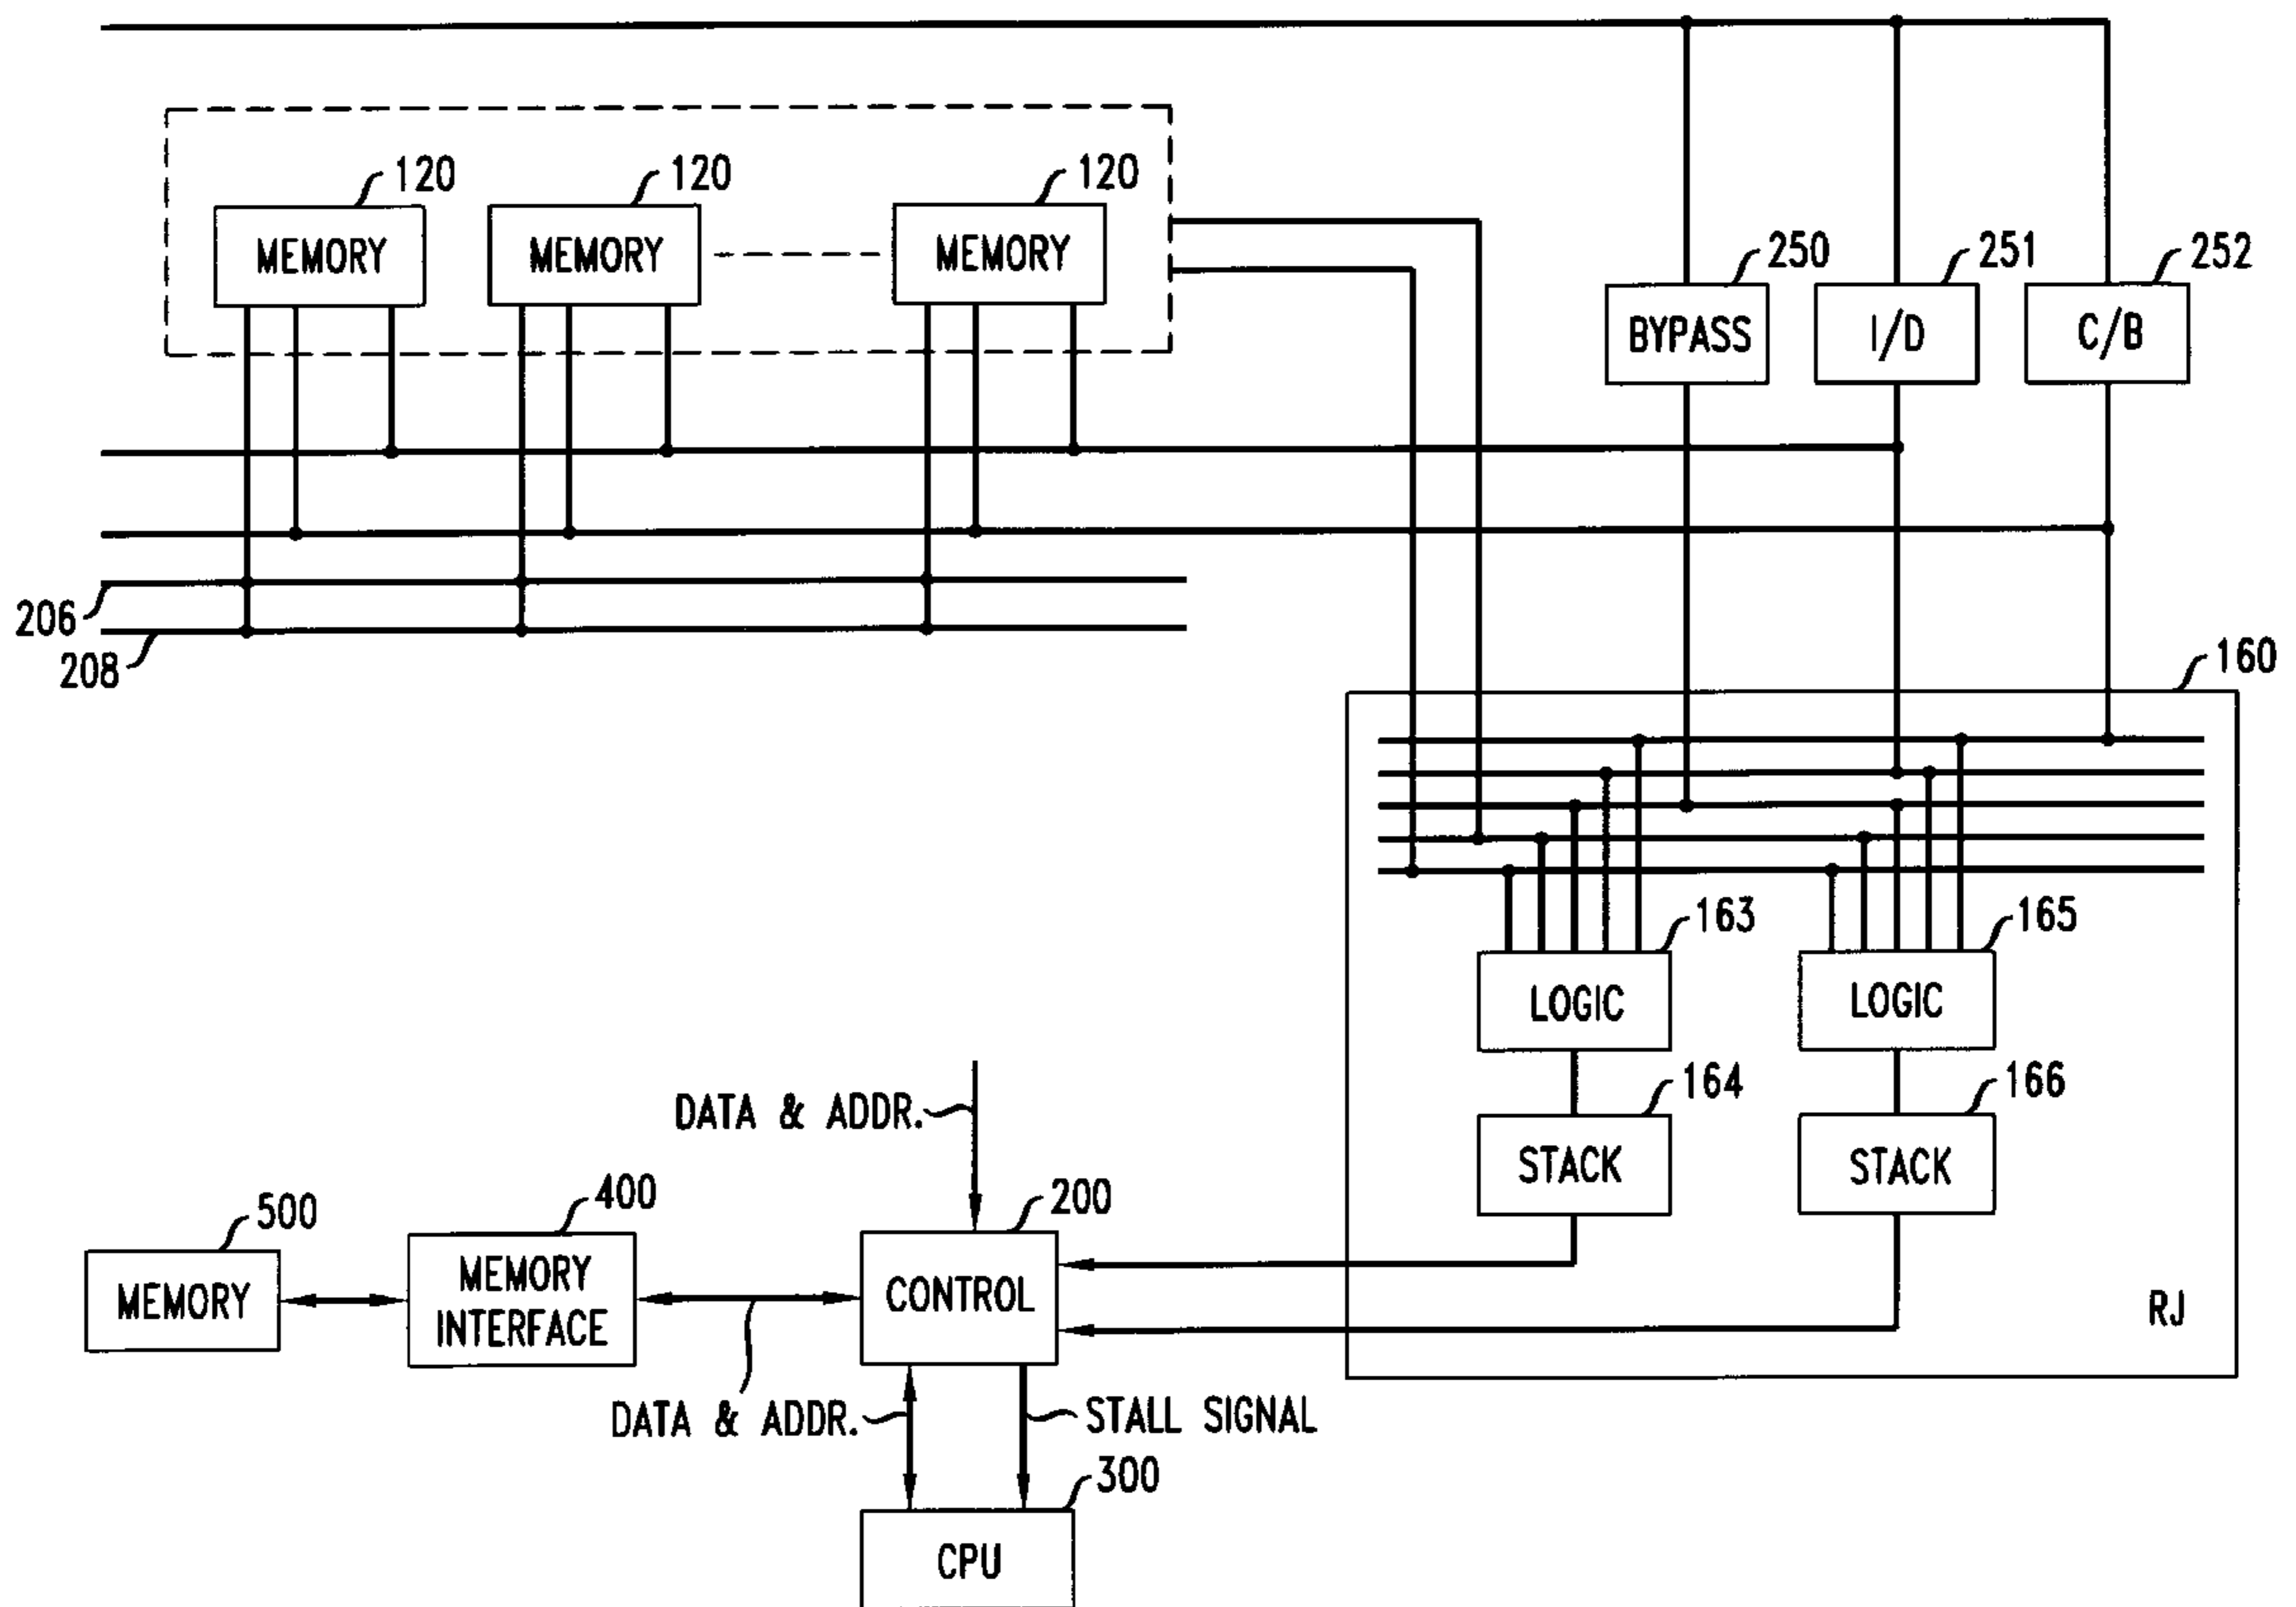 120
120
120
MEMORY
MEMORY
MEMORY
250
251
252
BYPASS
I/D
C/B
206
208
160
163
165
LOGIC
LOGIC
164
166
STACK
STACK
RJ
DATA & ADDR.
500
400
200
MEMORY
MEMORY
INTERFACE
CONTROL
DATA & ADDR.
STALL SIGNAL
300
CPU